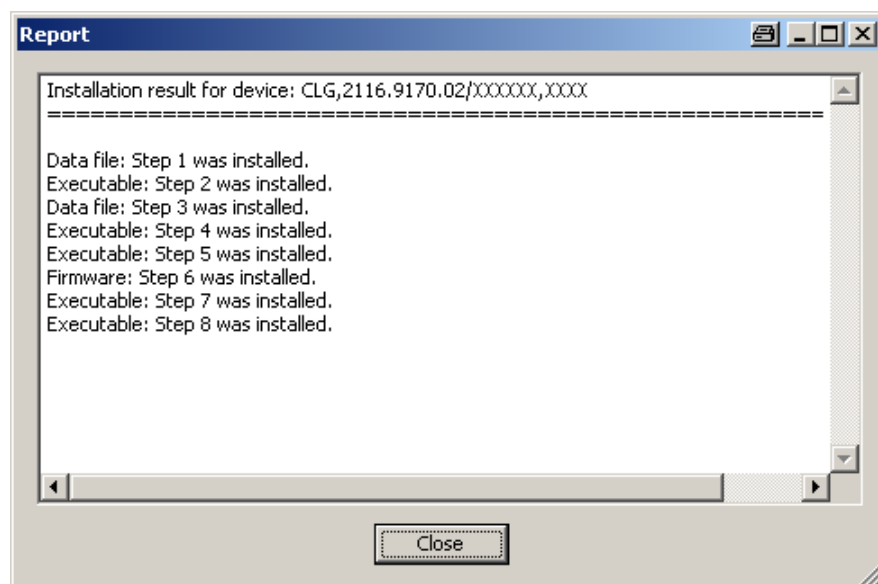 Report
Installation result for device: CLG,2116.9170.02/XXXXXX,XXXX
======================================================
Data file: Step 1 was installed.
Executable: Step 2 was installed.
Data file: Step 3 was installed.
Executable: Step 4 was installed.
Executable: Step 5 was installed.
Firmware: Step 6 was installed.
Executable: Step 7 was installed.
Executable: Step 8 was installed.
Close